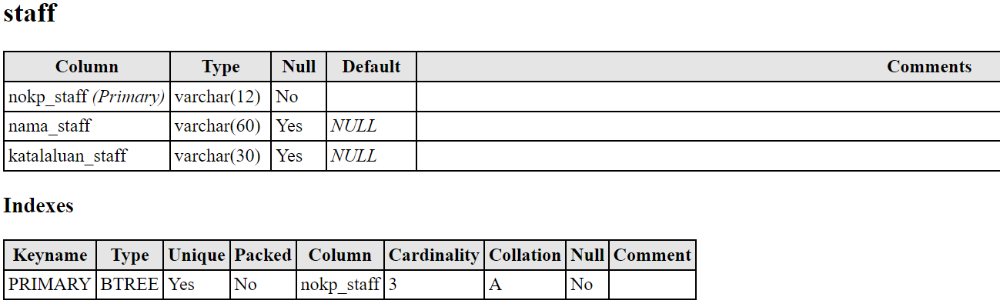 staff
Column Type Null Default Comments
nokp_staff (Primary) varchar(12) No
nama_staff varchar(60) Yes NULL
katalaluan_staff varchar(30) Yes NULL
Indexes
Keyname Type Unique Packed Column Cardinality Collation Null Comment
PRIMARY BTREE Yes No nokp_staff 3 A No